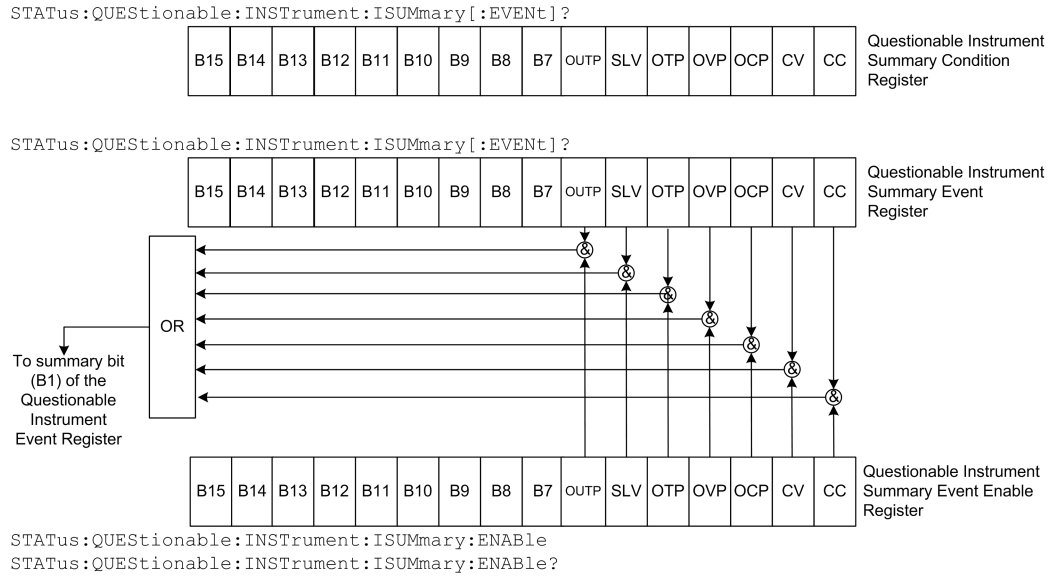 STATus:QUEStionable:INSTrument:ISUMmary[:EVENt]?
B15 B14 B13 B12 B11 B10 B9 B8 B7 OUTP SLV OTP OVP OCP CV CC
Questionable Instrument
Summary Condition
Register
STATus:QUEStionable:INSTrument:ISUMmary[:EVENt]?
B15 B14 B13 B12 B11 B10 B9 B8 B7 OUTP SLV OTP OVP OCP CV CC
Questionable Instrument
Summary Event
Register
&
&
&
&
&
&
&
OR
To summary bit
(B1) of the
Questionable
Instrument
Event Register
B15 B14 B13 B12 B11 B10 B9 B8 B7 OUTP SLV OTP OVP OCP CV CC
Questionable Instrument
Summary Event Enable
Register
STATus:QUEStionable:INSTrument:ISUMmary:ENABle
STATus:QUEStionable:INSTrument:ISUMmary:ENABle?